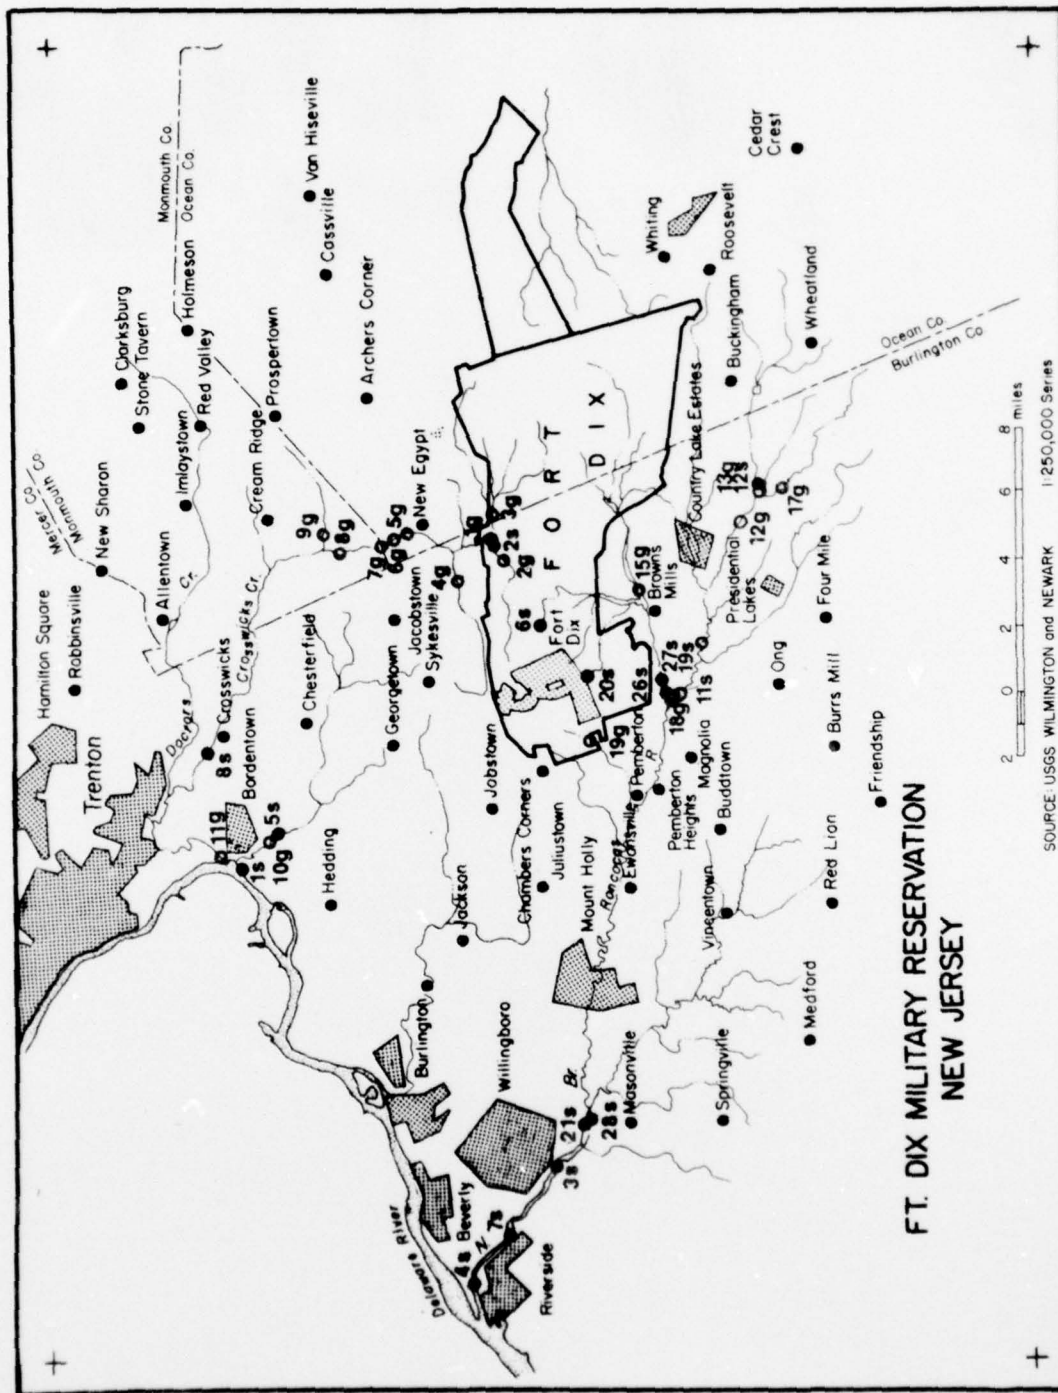 Mercer Co.
Monmouth Co.
Monmouth Co.
Ocean Co.
Hamilton Square
Robbinsville
New Sharon
Allentown
Clarksburg
Stone Tavern
Imlaystown
Red Valley
Holmeson
Trenton
Doctors
Cr.
Crosswicks
8s
Bordentown
Crosswicks Cr.
Cream Ridge
Prospertown
Van Hiseville
Cassville
Archers Corner
11g
1s
10g
5s
Hedding
Chesterfield
Georgetown
Jacobstown
Sykesville
9g
8g
7g
6g
5g
New Egypt
4g
3g
2s
2g
F O R T
D I X
6s
Fort
Dix
20s
19g
Jobstown
Chambers Corners
Juliustown
Jackson
Burlington
Willingboro
Delaware River
Beverly
4s
7s
N
Riverside
3s
21s
28s
Br.
Masonville
Mount Holly
Rancocas
R
Ewansville
Pemberton
Pemberton
Heights
Magnolia
Buddtown
Vincentown
26s
27s
19s
18g
11s
15g
Browns
Mills
Country Lake Estates
Presidential
Lakes
13g
12s
12g
17g
Whiting
Roosevelt
Buckingham
Wheatland
Cedar
Crest
Ocean Co.
Burlington Co.
Four Mile
Ong
Burrs Mill
Friendship
Red Lion
Medford
Springville
FT. DIX MILITARY RESERVATION
NEW JERSEY
2 0 2 4 6 8 miles
SOURCE: USGS WILMINGTON and NEWARK 1:250,000 Series